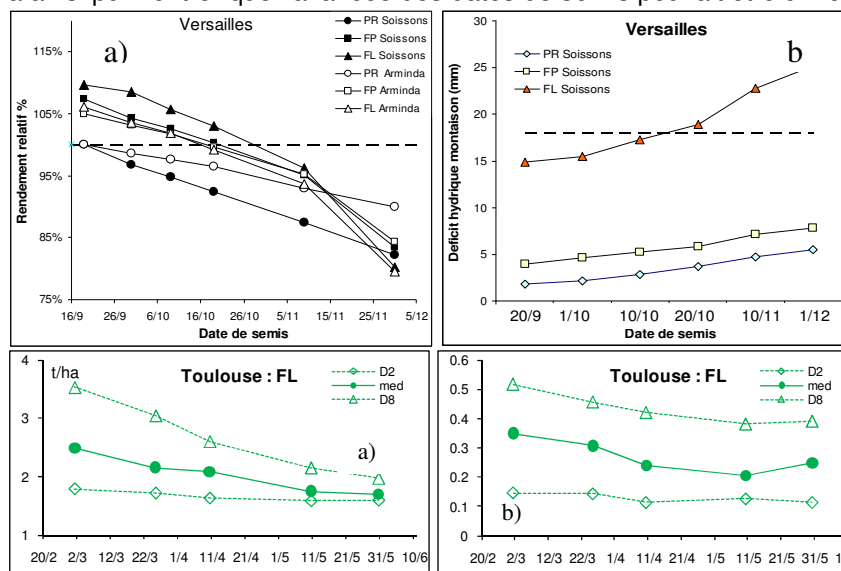 des dates de semis
Versailles
a)
PR Soissons
FP Soissons
FL Soissons
PR Arminda
FP Arminda
FL Arminda
Rendement relatif %
115%
105%
95%
85%
75%
16/9 26/9 6/10 16/10 26/10 5/11 15/11 25/11 5/12
Date de semis
Versailles
b
PR Soissons
FP Soissons
FL Soissons
Deficit hydrique montaison (mm)
30
25
20
15
10
5
0
20/9 1/10 10/10 20/10 10/11 1/12
Date de semis
Toulouse : FL
t/ha
D2
med
D8
a)
4
3
2
1
20/2 2/3 12/3 22/3 1/4 11/4 21/4 1/5 11/5 21/5 31/5 10/6
Toulouse : FL
D2
med
D8
b)
0.6
0.5
0.4
0.3
0.2
0.1
0
20/2 2/3 12/3 22/3 1/4 11/4 21/4 1/5 11/5 21/5 31/5 1